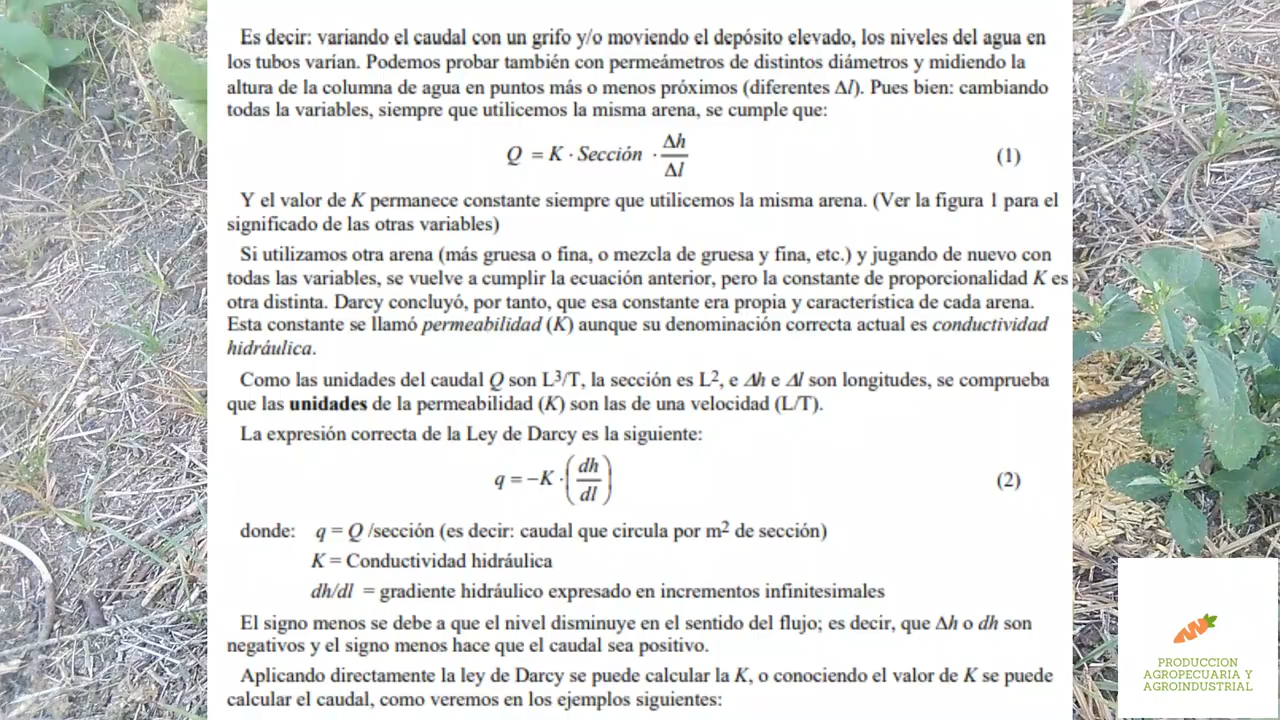 Es decir: variando el caudal con un grifo y/o moviendo el depósito elevado, los niveles del agua en
los tubos varían. Podemos probar también con permeámetros de distintos diámetros y midiendo la
altura de la columna de agua en puntos más o menos próximos (diferentes Δl). Pues bien: cambiando
todas la variables, siempre que utilicemos la misma arena, se cumple que:
Q = K · Sección · Δh/Δl (1)
Y el valor de K permanece constante siempre que utilicemos la misma arena. (Ver la figura 1 para el
significado de las otras variables)
Si utilizamos otra arena (más gruesa o fina, o mezcla de gruesa y fina, etc.) y jugando de nuevo con
todas las variables, se vuelve a cumplir la ecuación anterior, pero la constante de proporcionalidad K es
otra distinta. Darcy concluyó, por tanto, que esa constante era propia y característica de cada arena.
Esta constante se llamó permeabilidad (K) aunque su denominación correcta actual es conductividad
hidráulica.
Como las unidades del caudal Q son L³/T, la sección es L², e Δh e Δl son longitudes, se comprueba
que las unidades de la permeabilidad (K) son las de una velocidad (L/T).
La expresión correcta de la Ley de Darcy es la siguiente:
q = –K · (dh/dl) (2)
donde: q = Q /sección (es decir: caudal que circula por m² de sección)
K = Conductividad hidráulica
dh/dl = gradiente hidráulico expresado en incrementos infinitesimales
El signo menos se debe a que el nivel disminuye en el sentido del flujo; es decir, que Δh o dh son
negativos y el signo menos hace que el caudal sea positivo.
Aplicando directamente la ley de Darcy se puede calcular la K, o conociendo el valor de K se puede
calcular el caudal, como veremos en los ejemplos siguientes:
PRODUCCION
AGROPECUARIA Y
AGROINDUSTRIAL